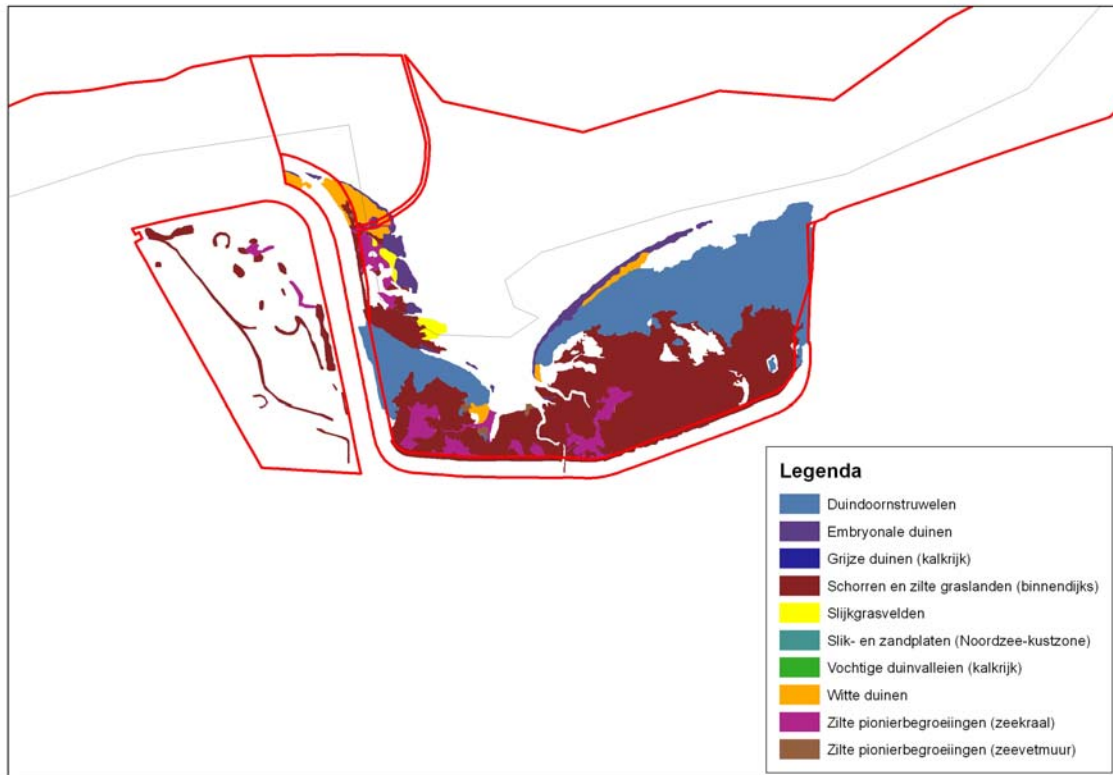 Legenda
Duindoornstruwelen
Embryonale duinen
Grijze duinen (kalkrijk)
Schorren en zilte graslanden (binnendijks)
Slijkgrasvelden
Slik- en zandplaten (Noordzee-kustzone)
Vochtige duinvalleien (kalkrijk)
Witte duinen
Zilte pionierbegroeiingen (zeekraal)
Zilte pionierbegroeiingen (zeevetmuur)